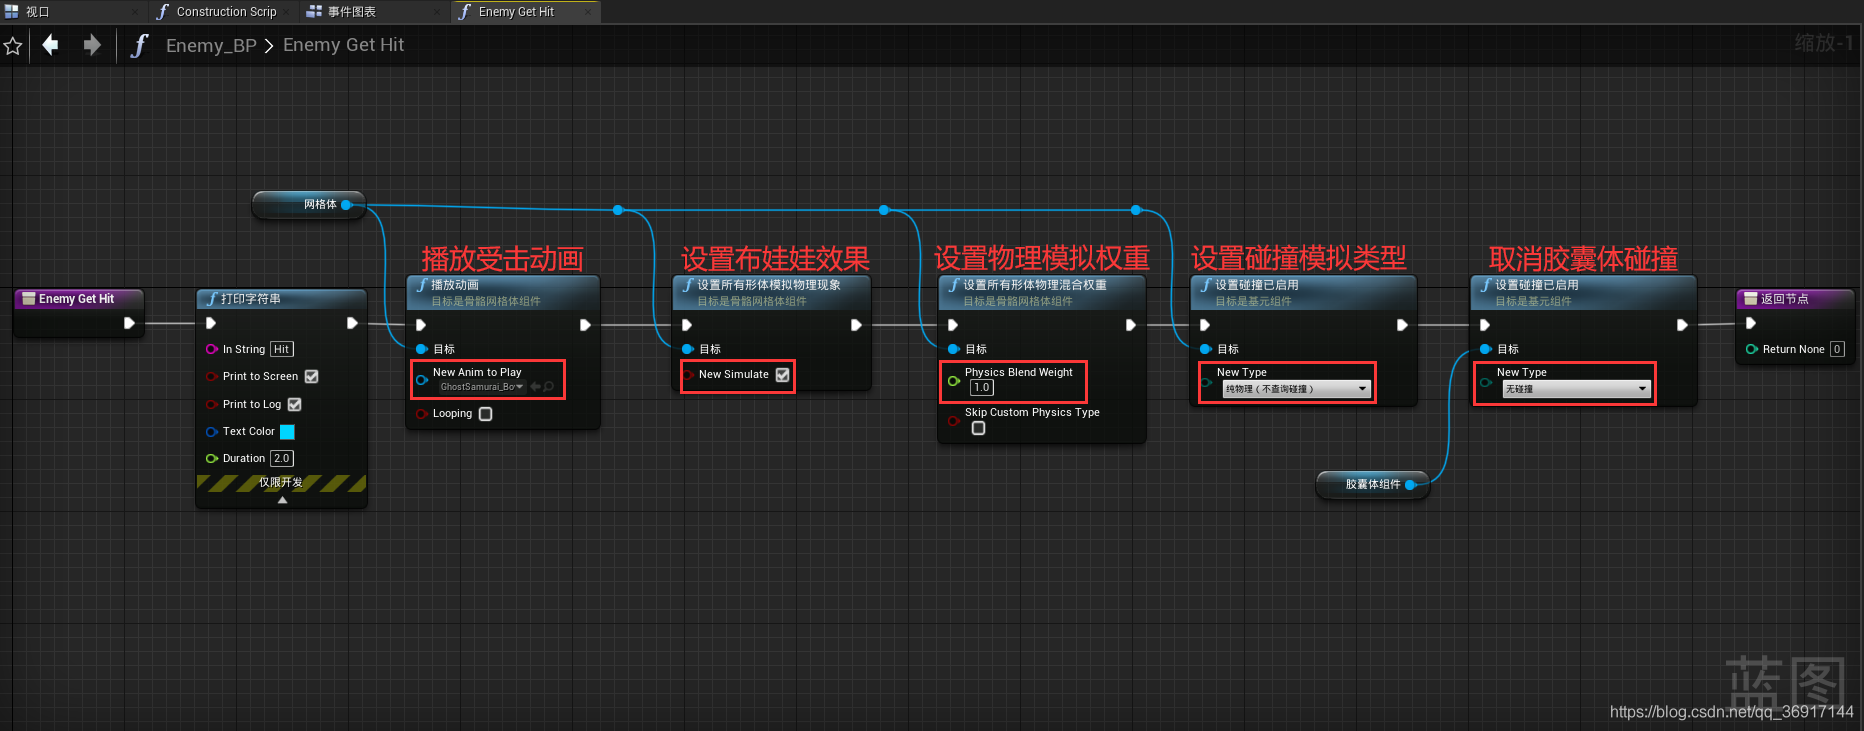 视口
Construction Scrip
事件图表
Enemy Get Hit
Enemy_BP > Enemy Get Hit
缩放-1
网格体
播放受击动画
设置布娃娃效果
设置物理模拟权重
设置碰撞模拟类型
取消胶囊体碰撞
Enemy Get Hit
打印字符串
In String Hit
Print to Screen
Print to Log
Text Color
Duration 2.0
仅限开发
播放动画
目标是骨骼网格体组件
目标
New Anim to Play
GhostSamurai_Bo
Looping
设置所有形体模拟物理现象
目标是骨骼网格体组件
目标
New Simulate
设置所有形体物理混合权重
目标是骨骼网格体组件
目标
Physics Blend Weight
1.0
Skip Custom Physics Type
设置碰撞已启用
目标是基元组件
目标
New Type
纯物理（不查询碰撞）
设置碰撞已启用
目标是基元组件
目标
New Type
无碰撞
胶囊体组件
返回节点
Return None 0
蓝图
https://blog.csdn.net/qq_36917144